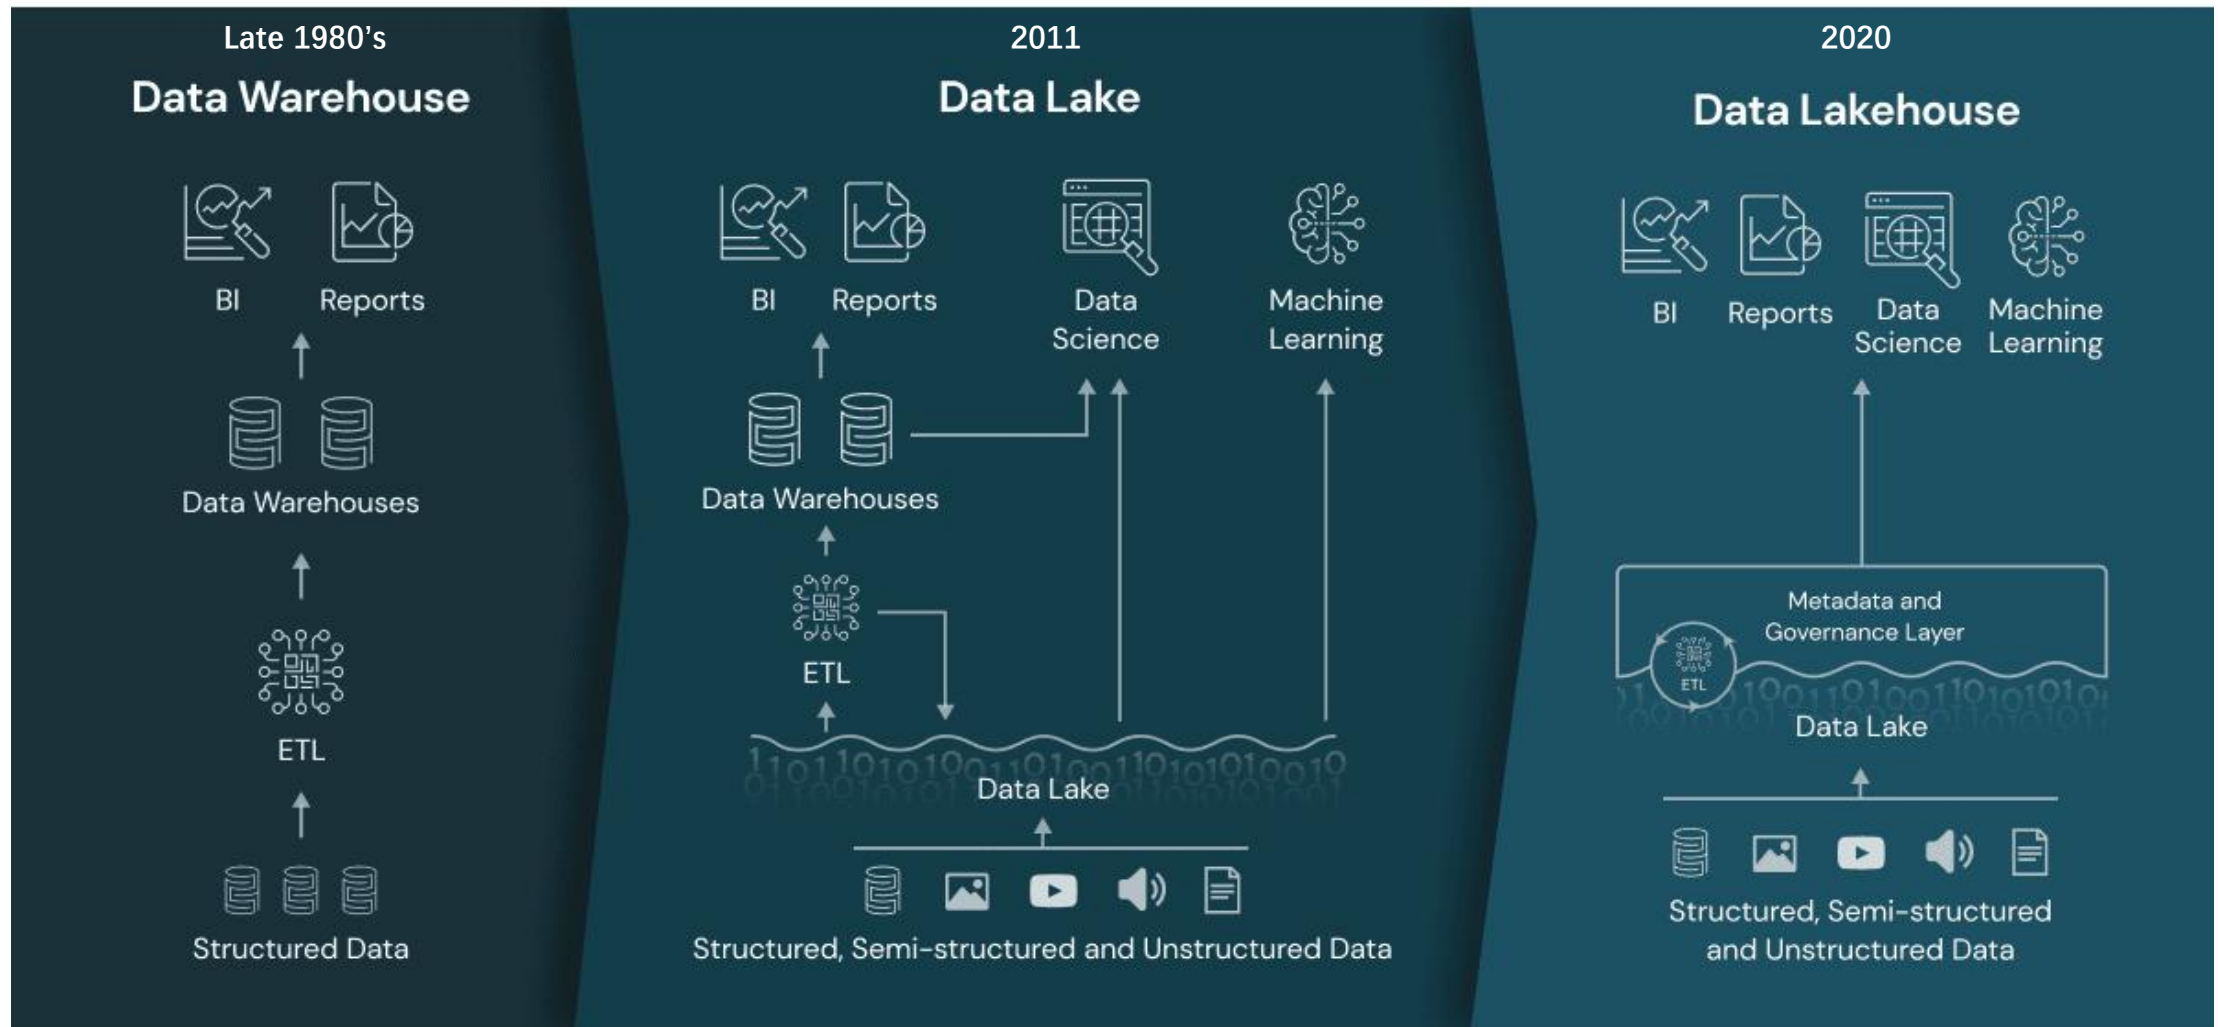 Late 1980's
Data Warehouse
BI
Reports
Data Warehouses
ETL
Structured Data
2011
Data Lake
BI
Reports
Data
Science
Machine
Learning
Data Warehouses
ETL
Data Lake
Structured, Semi-structured and Unstructured Data
2020
Data Lakehouse
BI
Reports
Data
Science
Machine
Learning
Metadata and
Governance Layer
ETL
Data Lake
Structured, Semi-structured
and Unstructured Data